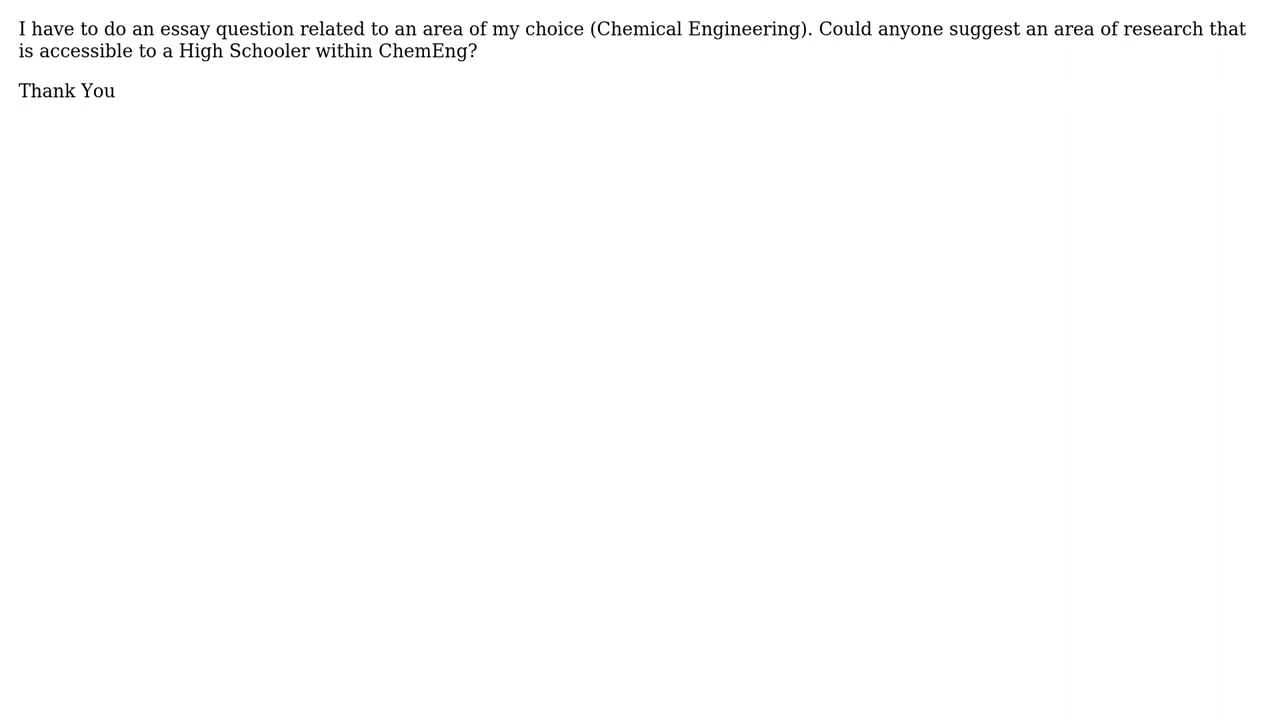 I have to do an essay question related to an area of my choice (Chemical Engineering). Could anyone suggest an area of research that
is accessible to a High Schooler within ChemEng?
Thank You